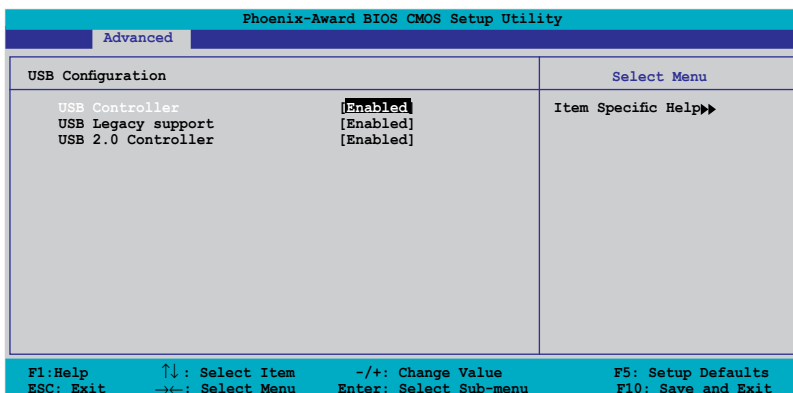 Phoenix-Award BIOS CMOS Setup Utility
Advanced
USB Configuration
Select Menu
USB Controller [Enabled]
Item Specific Help▶▶
USB Legacy support [Enabled]
USB 2.0 Controller [Enabled]
F1:Help ↑↓: Select Item -/+: Change Value F5: Setup Defaults
ESC: Exit →←: Select Menu Enter: Select Sub-menu F10: Save and Exit